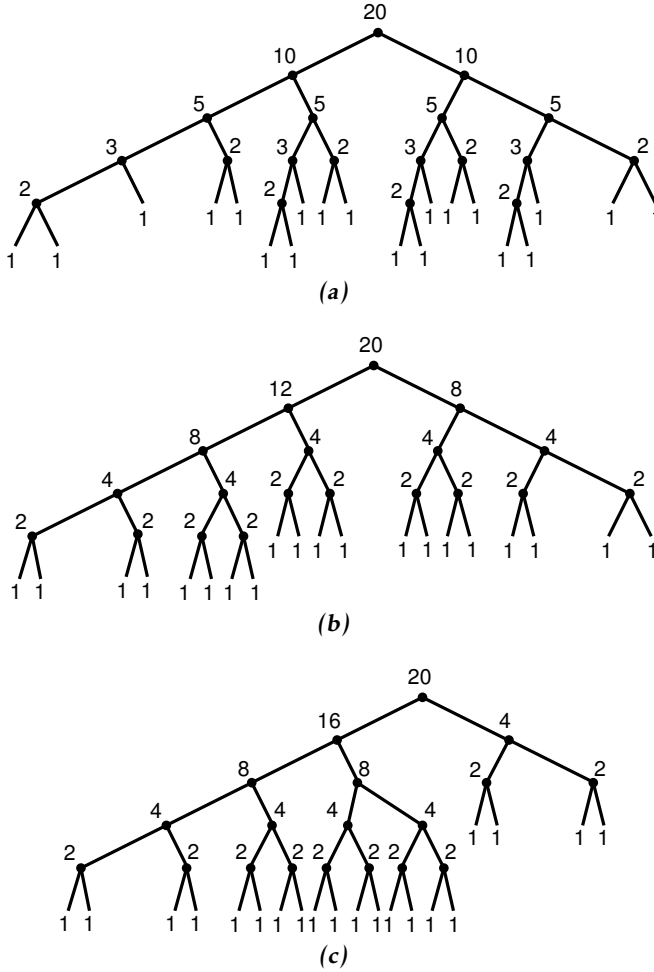 20
10 10
5 5 5 5
3 2 3 2 3 2 3 2
2 2 2 2
1 1 1 1 1 1 1 1 1 1 1 1
1 1 1 1 1 1 1 1
(a)
20
12 8
8 4 4 4
4 4 2 2 2 2 2 2
2 2 2 2
1 1 1 1 1 1 1 1 1 1 1 1
1 1 1 1 1 1 1 1
(b)
20
16 4
8 8 2 2
4 4 4 4
1 1 1 1
2 2 2 2 2 2 2 2
1 1 1 1 1 1 1 11 1 1 11 1 1 1
(c)